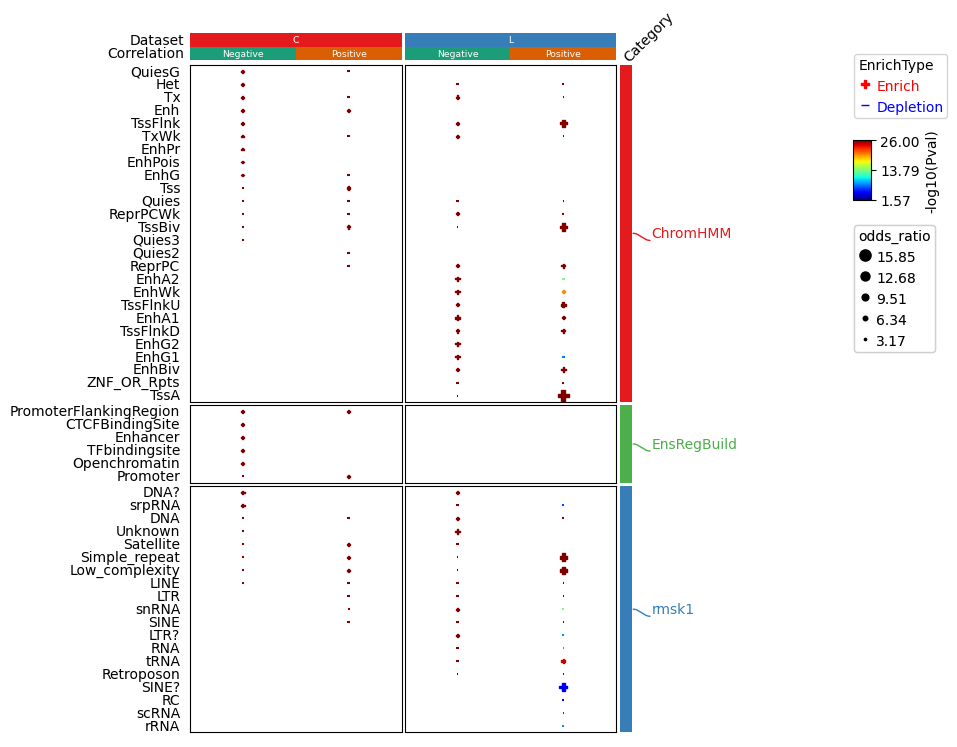 Dataset
Correlation
C
L
Negative
Positive
Negative
Positive
Category
QuiesG
Het
Tx
Enh
TssFlnk
TxWk
EnhPr
EnhPois
EnhG
Tss
Quies
ReprPCWk
TssBiv
Quies3
Quies2
ReprPC
EnhA2
EnhWk
TssFlnkU
EnhA1
TssFlnkD
EnhG2
EnhG1
EnhBiv
ZNF_OR_Rpts
TssA
ChromHMM
PromoterFlankingRegion
CTCFBindingSite
Enhancer
TFbindingsite
Openchromatin
Promoter
EnsRegBuild
DNA?
srpRNA
DNA
Unknown
Satellite
Simple_repeat
Low_complexity
LINE
LTR
snRNA
SINE
LTR?
RNA
tRNA
Retroposon
SINE?
RC
scRNA
rRNA
rmsk1
EnrichType
Enrich
Depletion
26.00
13.79
1.57
-log10(Pval)
odds_ratio
15.85
12.68
9.51
6.34
3.17